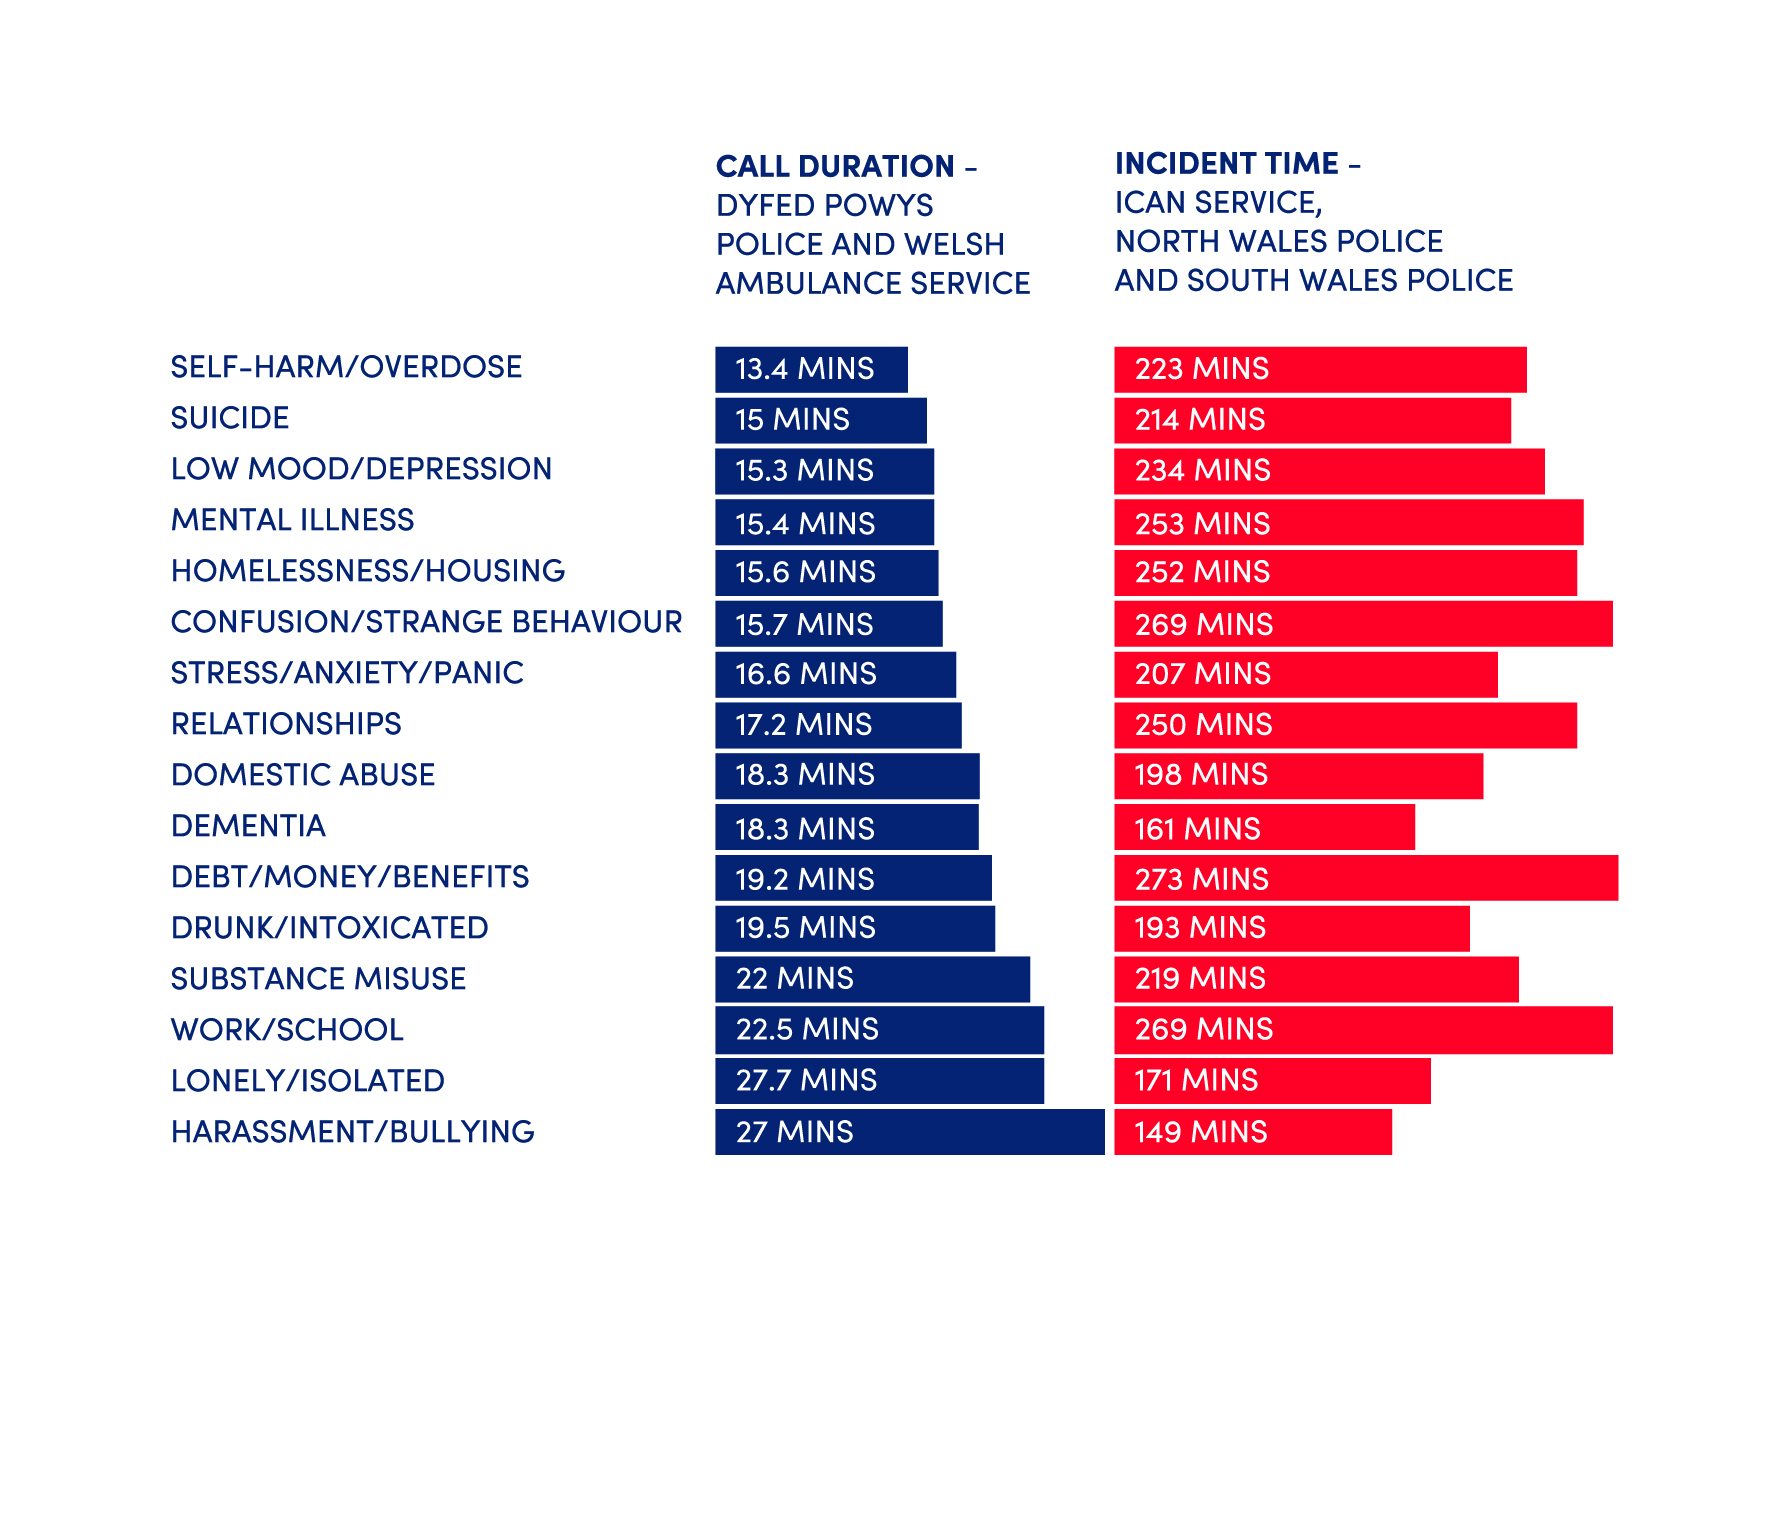 CALL DURATION –
DYFED POWYS
POLICE AND WELSH
AMBULANCE SERVICE
INCIDENT TIME –
ICAN SERVICE,
NORTH WALES POLICE
AND SOUTH WALES POLICE
SELF-HARM/OVERDOSE 13.4 MINS 223 MINS
SUICIDE 15 MINS 214 MINS
LOW MOOD/DEPRESSION 15.3 MINS 234 MINS
MENTAL ILLNESS 15.4 MINS 253 MINS
HOMELESSNESS/HOUSING 15.6 MINS 252 MINS
CONFUSION/STRANGE BEHAVIOUR 15.7 MINS 269 MINS
STRESS/ANXIETY/PANIC 16.6 MINS 207 MINS
RELATIONSHIPS 17.2 MINS 250 MINS
DOMESTIC ABUSE 18.3 MINS 198 MINS
DEMENTIA 18.3 MINS 161 MINS
DEBT/MONEY/BENEFITS 19.2 MINS 273 MINS
DRUNK/INTOXICATED 19.5 MINS 193 MINS
SUBSTANCE MISUSE 22 MINS 219 MINS
WORK/SCHOOL 22.5 MINS 269 MINS
LONELY/ISOLATED 27.7 MINS 171 MINS
HARASSMENT/BULLYING 27 MINS 149 MINS